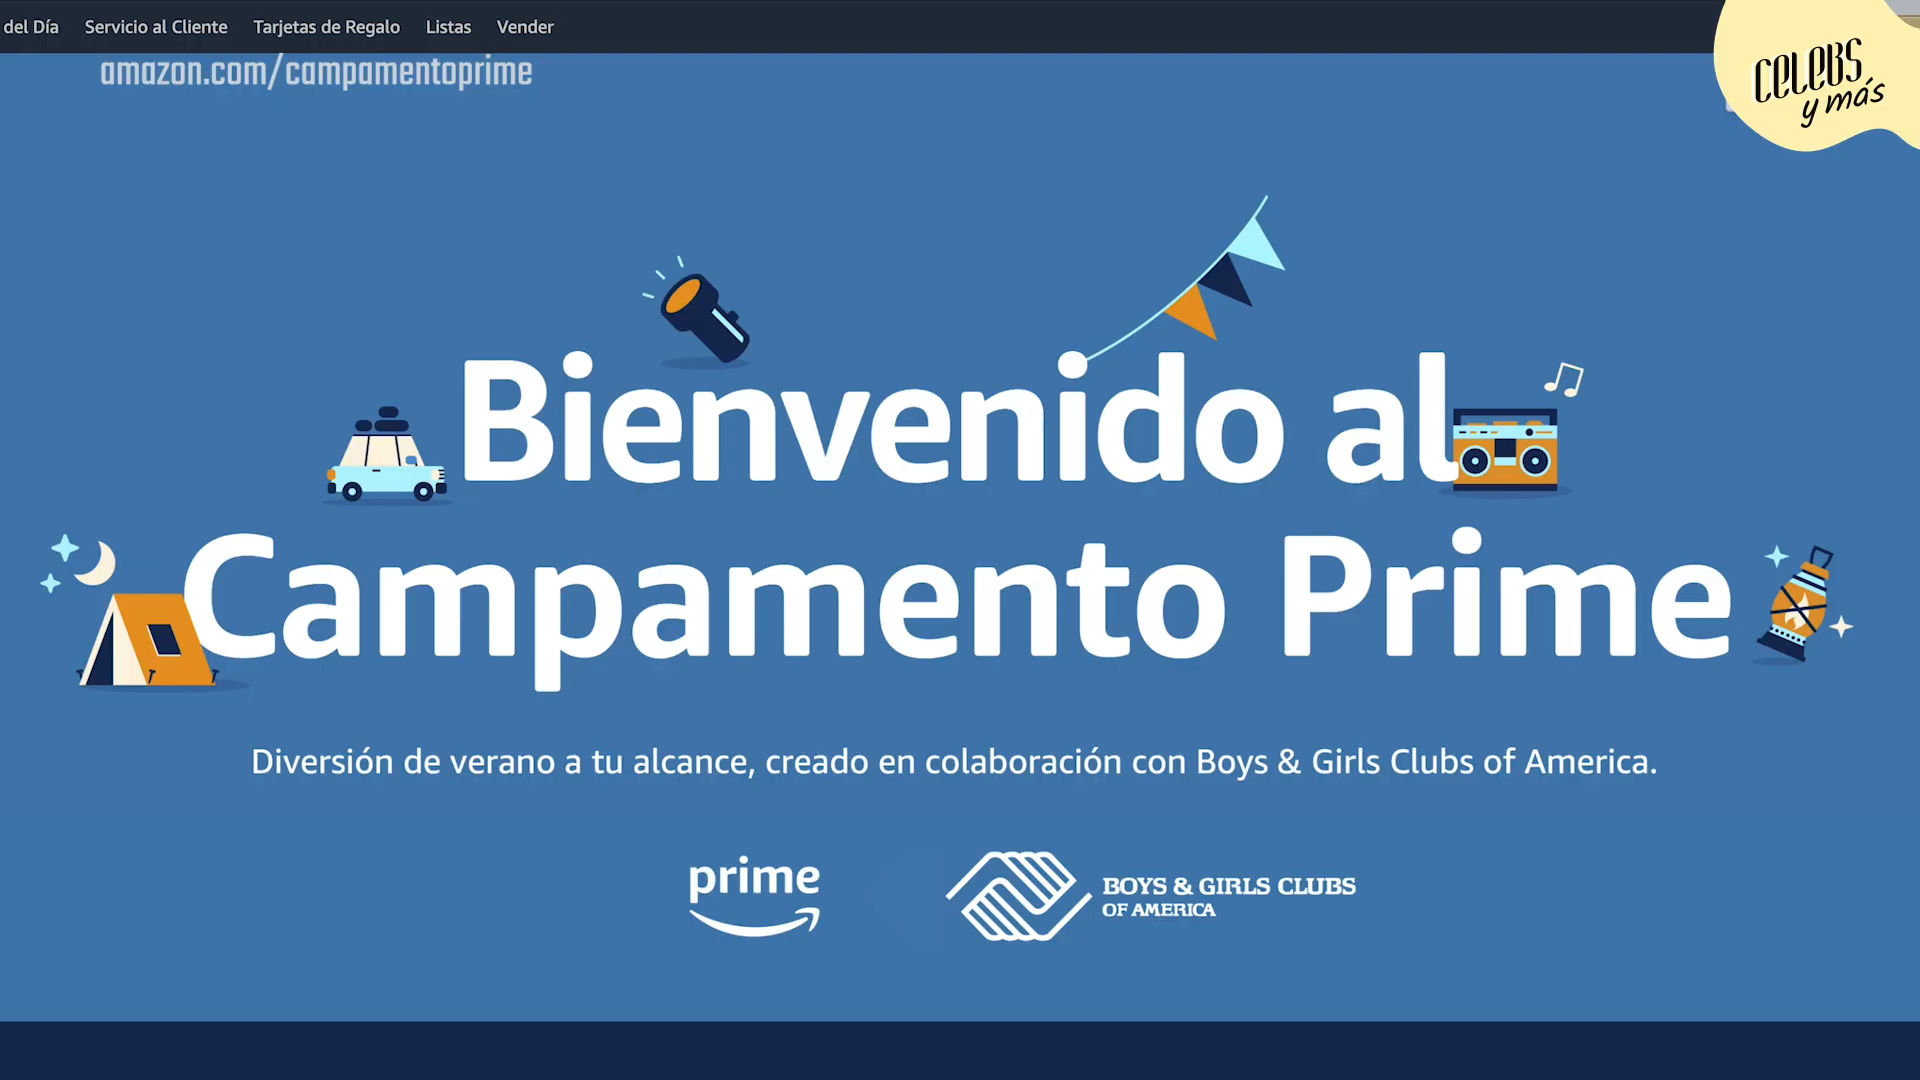 del Día Servicio al Cliente Tarjetas de Regalo Listas Vender
amazon.com/campamentoprime
CELEBS
y más
Bienvenido al
Campamento Prime
Diversión de verano a tu alcance, creado en colaboración con Boys & Girls Clubs of America.
prime
BOYS & GIRLS CLUBS
OF AMERICA